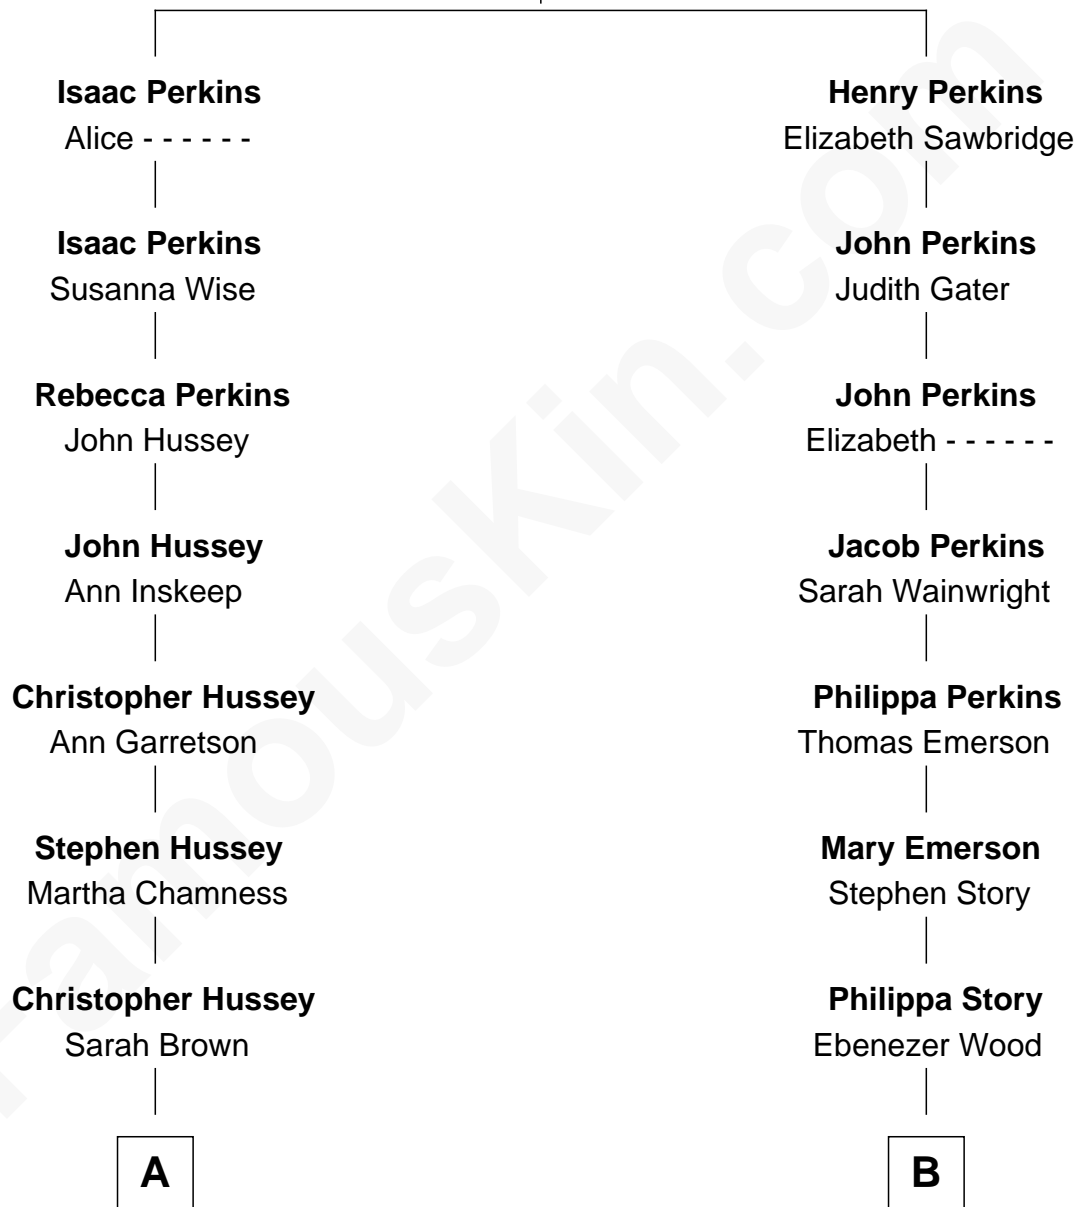 Isaac Perkins
Alice - - - - - -
Isaac Perkins
Susanna Wise
Rebecca Perkins
John Hussey
John Hussey
Ann Inskeep
Christopher Hussey
Ann Garretson
Stephen Hussey
Martha Chamness
Christopher Hussey
Sarah Brown
A
Henry Perkins
Elizabeth Sawbridge
John Perkins
Judith Gater
John Perkins
Elizabeth - - - - - -
Jacob Perkins
Sarah Wainwright
Philippa Perkins
Thomas Emerson
Mary Emerson
Stephen Story
Philippa Story
Ebenezer Wood
B
FamousKin.com